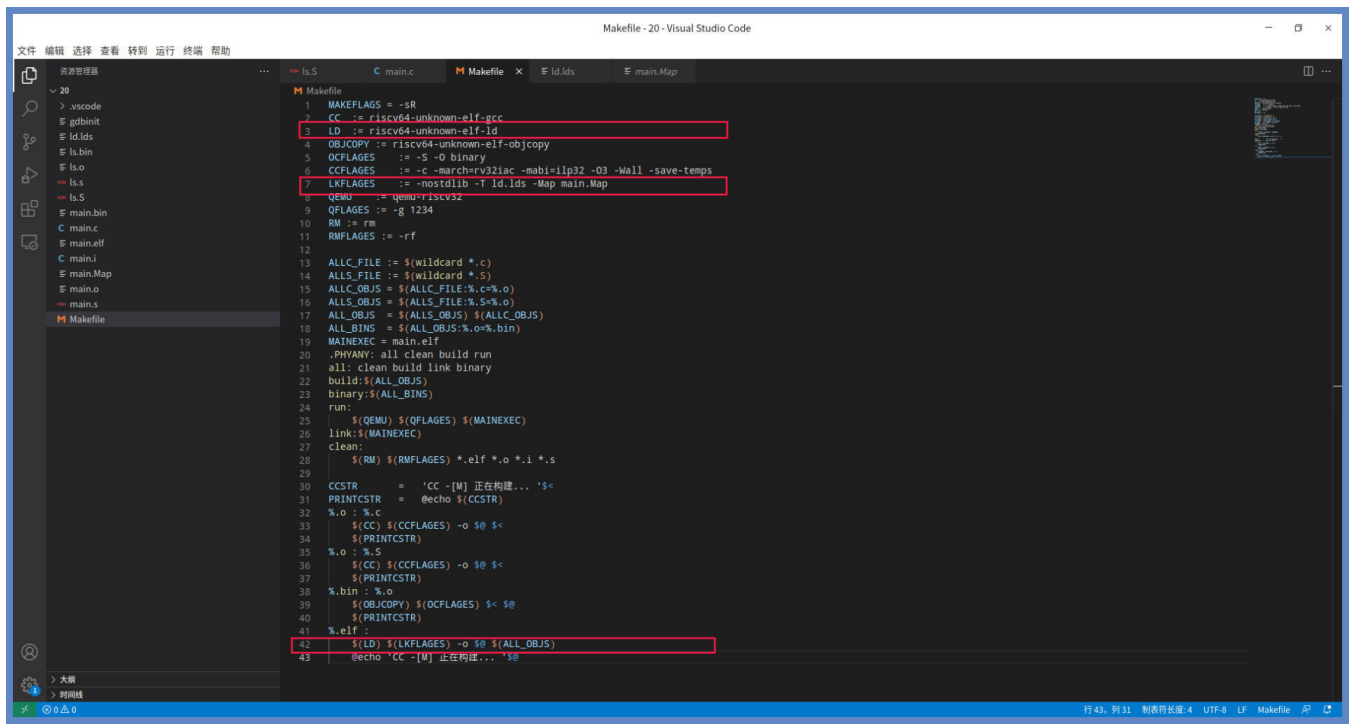 Makefile - 20 - Visual Studio Code
文件 编辑 选择 查看 转到 运行 终端 帮助
资源管理器
20
.vscode
gdbinit
ld.lds
ls.bin
ls.o
ls.s
ls.S
main.bin
main.c
main.elf
main.i
main.Map
main.o
main.s
Makefile
大纲
时间线
ls.S main.c Makefile ld.lds main.Map
Makefile
1 MAKEFLAGS = -sR
2 CC := riscv64-unknown-elf-gcc
3 LD := riscv64-unknown-elf-ld
4 OBJCOPY := riscv64-unknown-elf-objcopy
5 OCFLAGES := -S -O binary
6 CCFLAGES := -c -march=rv32iac -mabi=ilp32 -O3 -Wall -save-temps
7 LKFLAGES := -nostdlib -T ld.lds -Map main.Map
8 QEMU := qemu-riscv32
9 QFLAGES := -g 1234
10 RM := rm
11 RMFLAGES := -rf
12
13 ALLC_FILE := $(wildcard *.c)
14 ALLS_FILE := $(wildcard *.S)
15 ALLC_OBJS = $(ALLC_FILE:%.c=%.o)
16 ALLS_OBJS = $(ALLS_FILE:%.S=%.o)
17 ALL_OBJS = $(ALLS_OBJS) $(ALLC_OBJS)
18 ALL_BINS = $(ALL_OBJS:%.o=%.bin)
19 MAINEXEC = main.elf
20 .PHYANY: all clean build run
21 all: clean build link binary
22 build:$(ALL_OBJS)
23 binary:$(ALL_BINS)
24 run:
25 $(QEMU) $(QFLAGES) $(MAINEXEC)
26 link:$(MAINEXEC)
27 clean:
28 $(RM) $(RMFLAGES) *.elf *.o *.i *.s
29
30 CCSTR = 'CC -[M] 正在构建... '$<
31 PRINTCSTR = @echo $(CCSTR)
32 %.o : %.c
33 $(CC) $(CCFLAGES) -o $@ $<
34 $(PRINTCSTR)
35 %.o : %.S
36 $(CC) $(CCFLAGES) -o $@ $<
37 $(PRINTCSTR)
38 %.bin : %.o
39 $(OBJCOPY) $(OCFLAGES) $< $@
40 $(PRINTCSTR)
41 %.elf :
42 $(LD) $(LKFLAGES) -o $@ $(ALL_OBJS)
43 @echo 'CC -[M] 正在构建... '$@
0 0 行 43，列 31 制表符长度: 4 UTF-8 LF Makefile